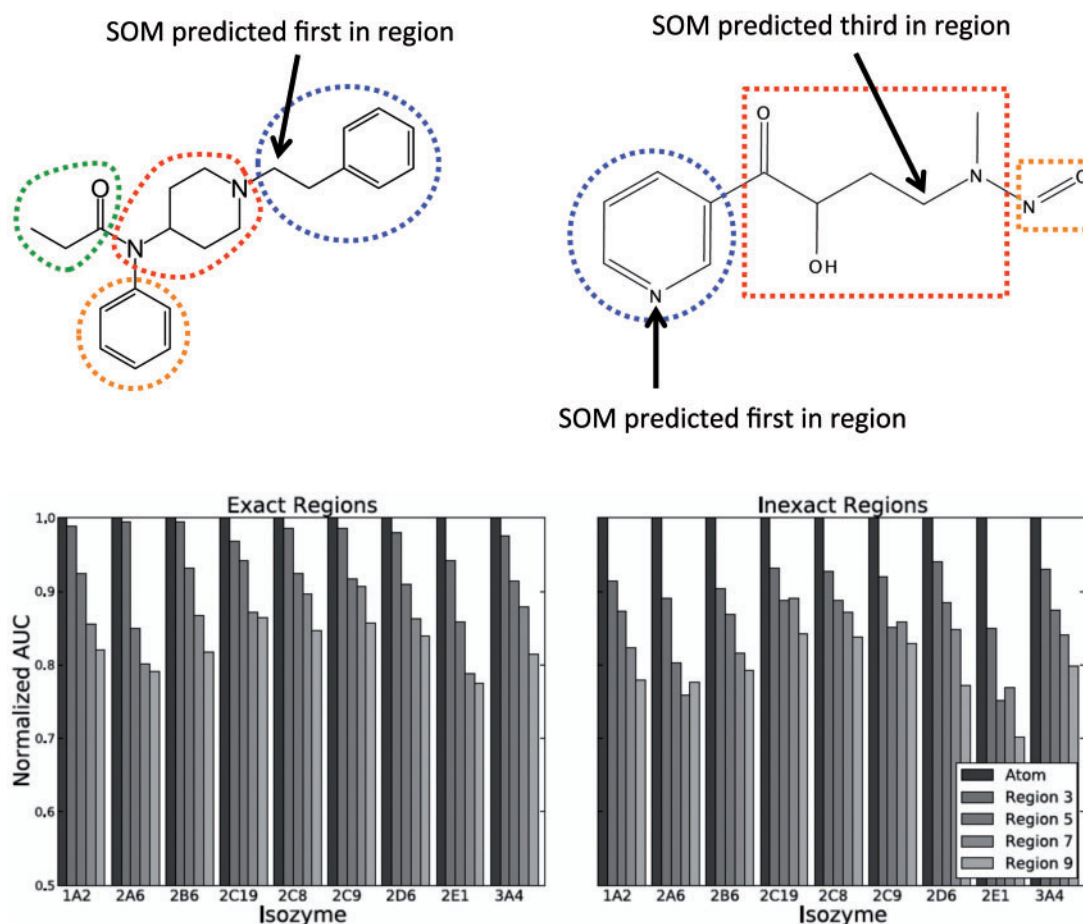 SOM predicted first in region
SOM predicted third in region
O
N
N
O
N
N
O
OH
N
SOM predicted first in region
Exact Regions
Inexact Regions
Normalized AUC
1.0
0.9
0.8
0.7
0.6
0.5
1A2 2A6 2B6 2C19 2C8 2C9 2D6 2E1 3A4
Isozyme
1A2 2A6 2B6 2C19 2C8 2C9 2D6 2E1 3A4
Isozyme
Atom
Region 3
Region 5
Region 7
Region 9